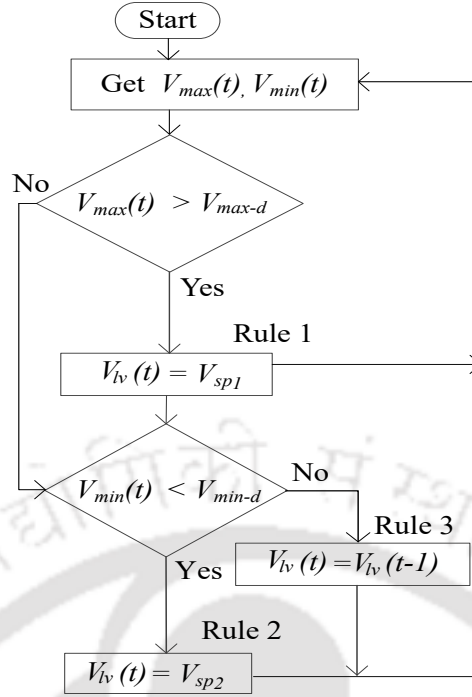 Start
Get V_max(t), V_min(t)
No
V_max(t) > V_max-d
Yes
Rule 1
V_lv (t) = V_sp1
V_min(t) < V_min-d
No
Rule 3
V_lv (t) =V_lv (t-1)
Yes
Rule 2
V_lv (t) = V_sp2